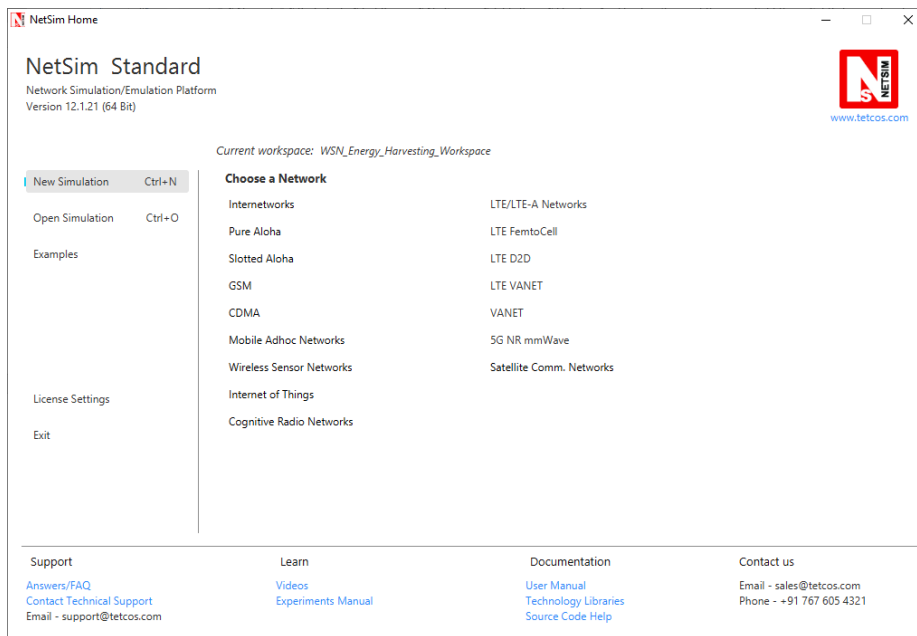 NetSim Home
NetSim Standard
Network Simulation/Emulation Platform
Version 12.1.21 (64 Bit)
NS NETSIM
www.tetcos.com
Current workspace: WSN_Energy_Harvesting_Workspace
New Simulation Ctrl+N
Open Simulation Ctrl+O
Examples
License Settings
Exit
Choose a Network
Internetworks
Pure Aloha
Slotted Aloha
GSM
CDMA
Mobile Adhoc Networks
Wireless Sensor Networks
Internet of Things
Cognitive Radio Networks
LTE/LTE-A Networks
LTE FemtoCell
LTE D2D
LTE VANET
VANET
5G NR mmWave
Satellite Comm. Networks
Support
Answers/FAQ
Contact Technical Support
Email - support@tetcos.com
Learn
Videos
Experiments Manual
Documentation
User Manual
Technology Libraries
Source Code Help
Contact us
Email - sales@tetcos.com
Phone - +91 767 605 4321